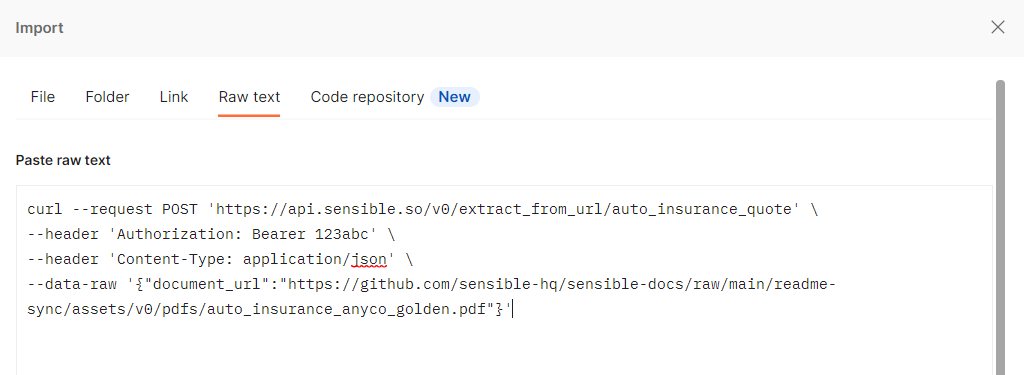 Import
File Folder Link Raw text Code repository New
Paste raw text
curl --request POST 'https://api.sensible.so/v0/extract_from_url/auto_insurance_quote' \
--header 'Authorization: Bearer 123abc' \
--header 'Content-Type: application/json' \
--data-raw '{"document_url":"https://github.com/sensible-hq/sensible-docs/raw/main/readme-
sync/assets/v0/pdfs/auto_insurance_anyco_golden.pdf"}'